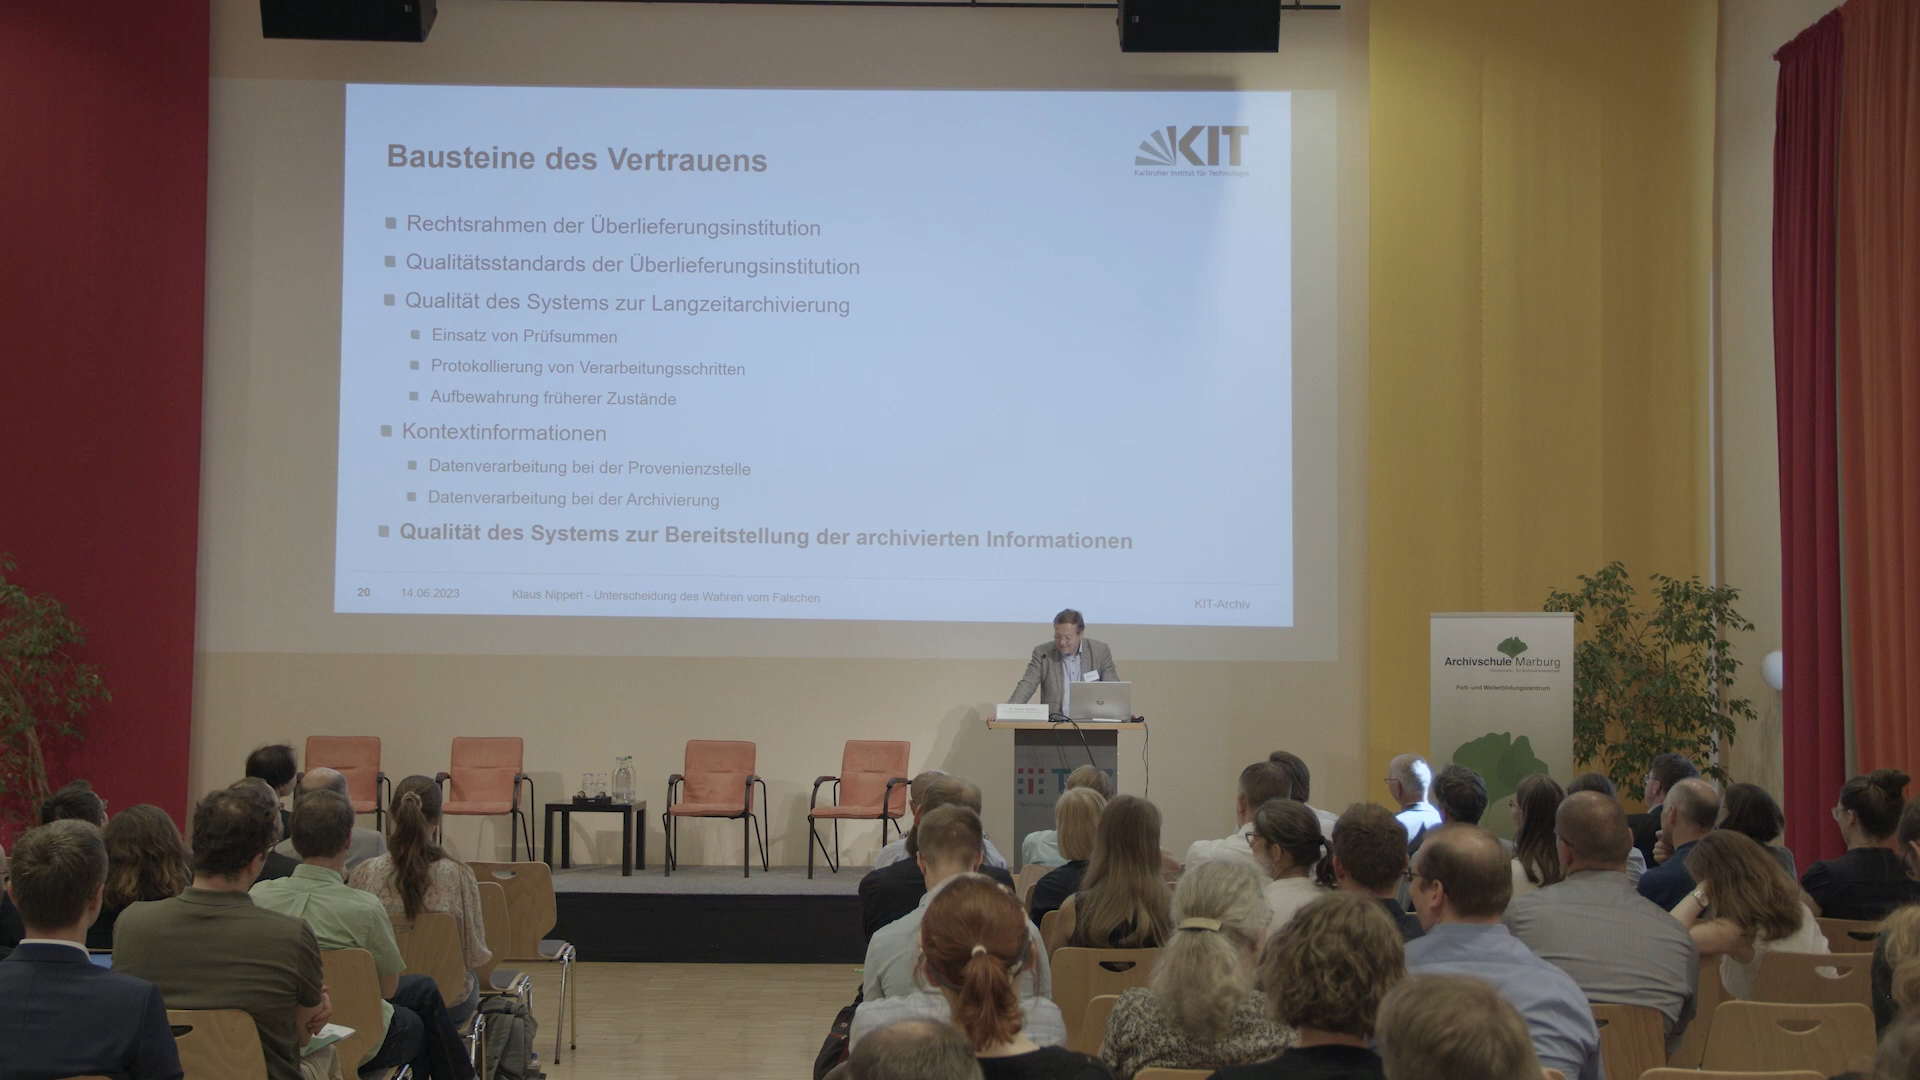 Bausteine des Vertrauens
KIT
Karlsruher Institut für Technologie
Rechtsrahmen der Überlieferungsinstitution
Qualitätsstandards der Überlieferungsinstitution
Qualität des Systems zur Langzeitarchivierung
Einsatz von Prüfsummen
Protokollierung von Verarbeitungsschritten
Aufbewahrung früherer Zustände
Kontextinformationen
Datenverarbeitung bei der Provenienzstelle
Datenverarbeitung bei der Archivierung
Qualität des Systems zur Bereitstellung der archivierten Informationen
20 14.06.2023 Klaus Nippert - Unterscheidung des Wahren vom Falschen KIT-Archiv
Archivschule Marburg
Fort- und Weiterbildungszentrum